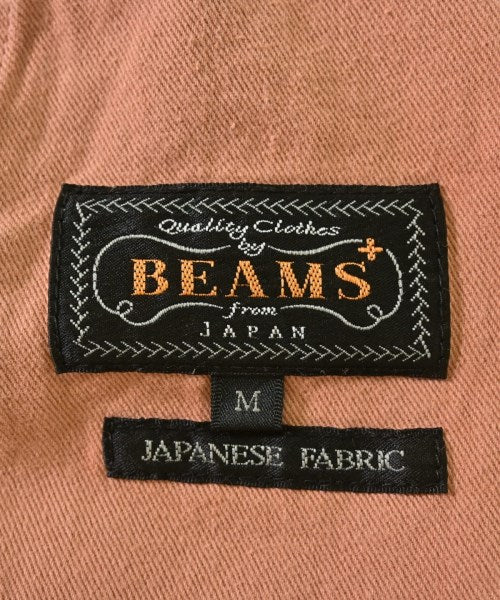 Quality Clothes
by
BEAMS+
from
JAPAN
M
JAPANESE FABRIC